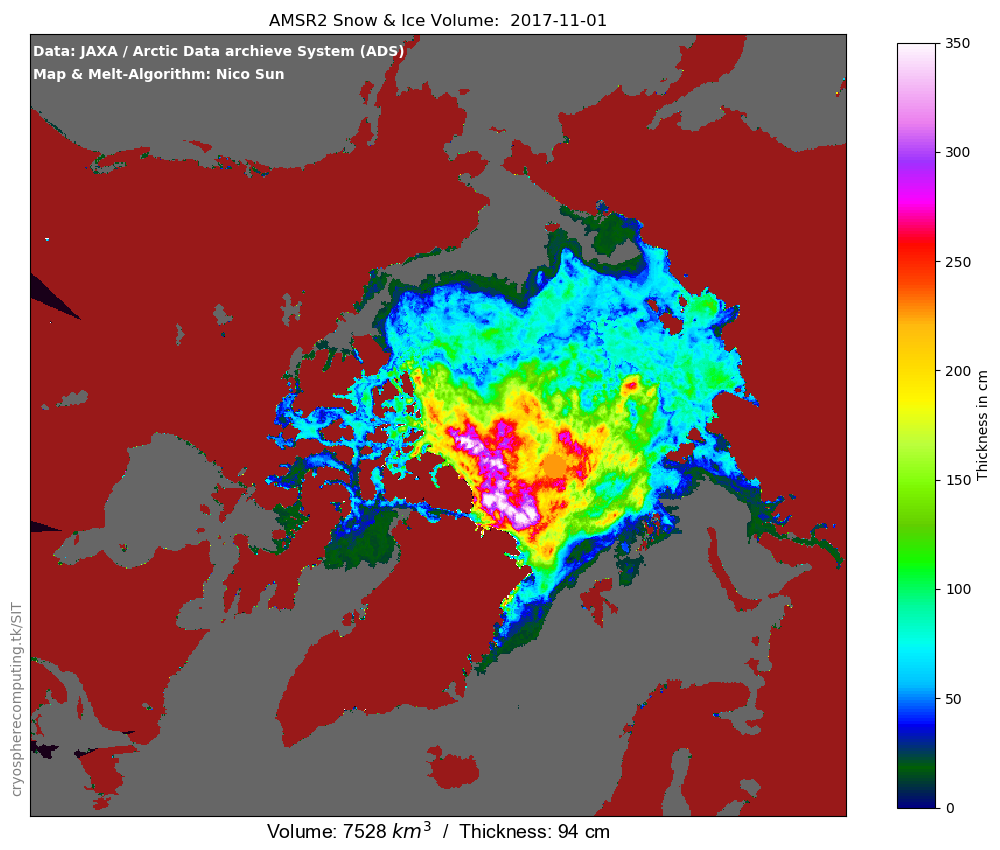 AMSR2 Snow & Ice Volume:  2017-11-01
Data: JAXA / Arctic Data archieve System (ADS)
Map & Melt-Algorithm: Nico Sun
350
300
250
200
150
100
50
0
Thickness in cm
cryospherecomputing.tk/SIT
Volume: 7528 km³  /  Thickness: 94 cm